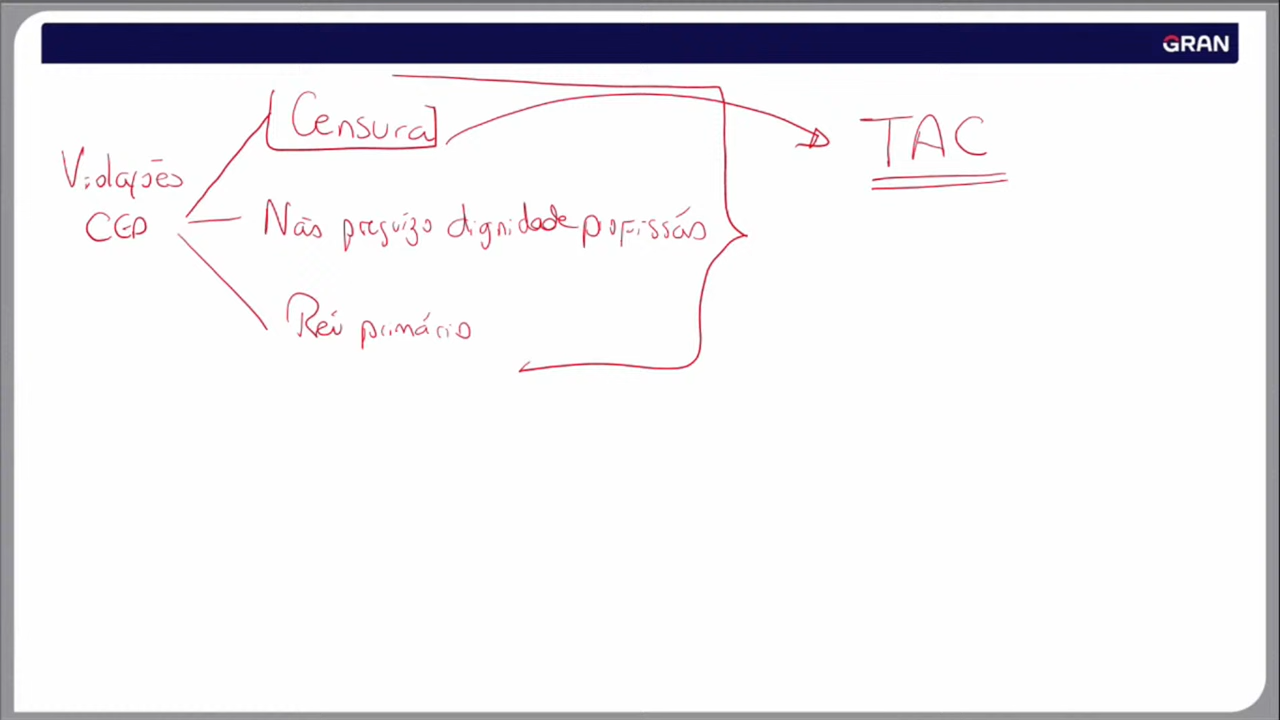 GRAN
Censura
TAC
Violações
CED
Não prejuízo dignidade profissão
Réu primário